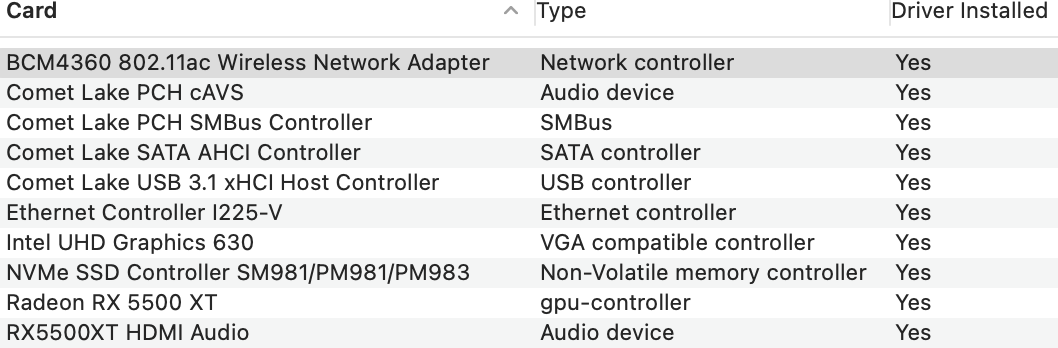 Card Type Driver Installed
BCM4360 802.11ac Wireless Network Adapter Network controller Yes
Comet Lake PCH cAVS Audio device Yes
Comet Lake PCH SMBus Controller SMBus Yes
Comet Lake SATA AHCI Controller SATA controller Yes
Comet Lake USB 3.1 xHCI Host Controller USB controller Yes
Ethernet Controller I225-V Ethernet controller Yes
Intel UHD Graphics 630 VGA compatible controller Yes
NVMe SSD Controller SM981/PM981/PM983 Non-Volatile memory controller Yes
Radeon RX 5500 XT gpu-controller Yes
RX5500XT HDMI Audio Audio device Yes